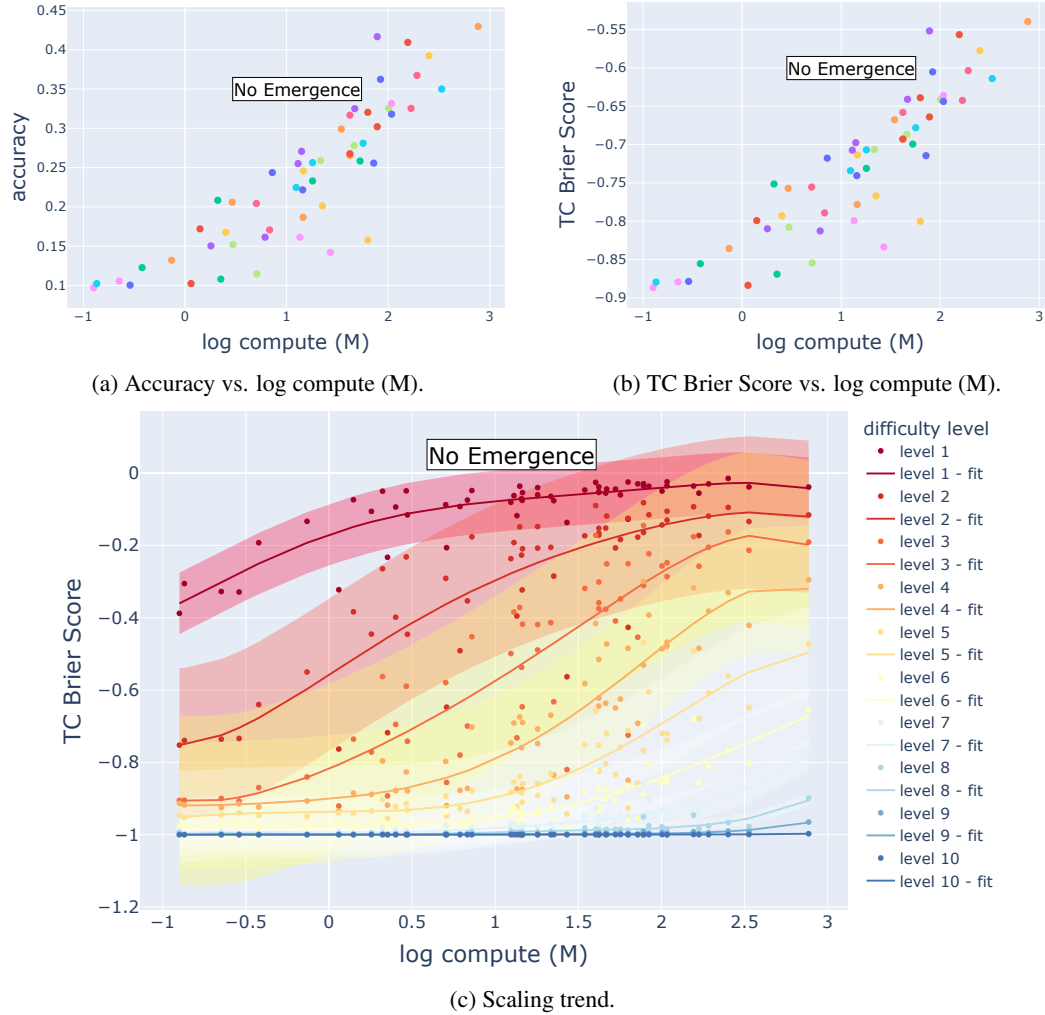 0.45
0.4
0.35
0.3
0.25
0.2
0.15
0.1
accuracy
No Emergence
−1
0
1
2
3
log compute (M)
(a) Accuracy vs. log compute (M).
−0.55
−0.6
−0.65
−0.7
−0.75
−0.8
−0.85
−0.9
TC Brier Score
No Emergence
−1
0
1
2
3
log compute (M)
(b) TC Brier Score vs. log compute (M).
0
−0.2
−0.4
−0.6
−0.8
−1
−1.2
TC Brier Score
No Emergence
−1
−0.5
0
0.5
1
1.5
2
2.5
3
log compute (M)
difficulty level
level 1
level 1 - fit
level 2
level 2 - fit
level 3
level 3 - fit
level 4
level 4 - fit
level 5
level 5 - fit
level 6
level 6 - fit
level 7
level 7 - fit
level 8
level 8 - fit
level 9
level 9 - fit
level 10
level 10 - fit
(c) Scaling trend.